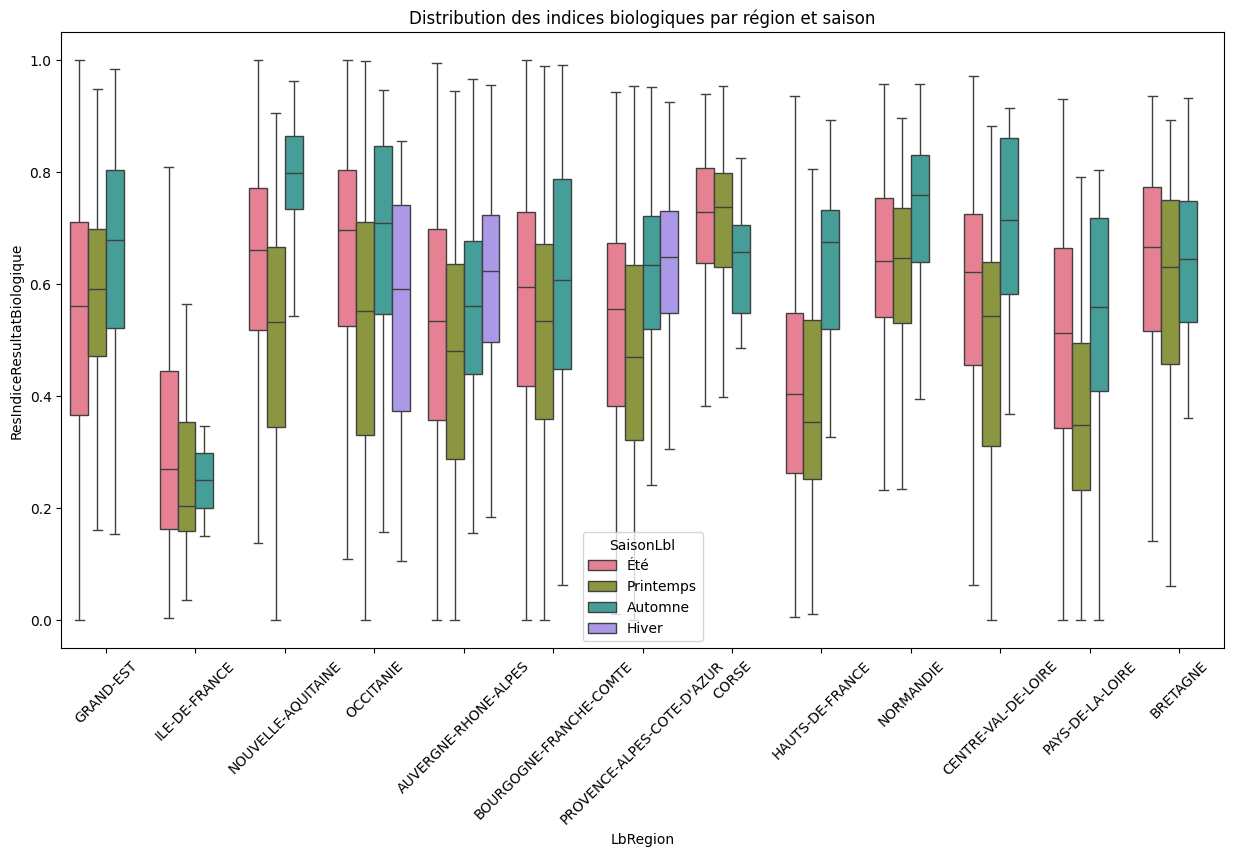 Distribution des indices biologiques par région et saison
ResIndiceResultatBiologique
1.0
0.8
0.6
0.4
0.2
0.0
SaisonLbl
Été
Printemps
Automne
Hiver
GRAND-EST
ILE-DE-FRANCE
NOUVELLE-AQUITAINE
OCCITANIE
AUVERGNE-RHONE-ALPES
BOURGOGNE-FRANCHE-COMTE
PROVENCE-ALPES-COTE-D'AZUR
CORSE
HAUTS-DE-FRANCE
NORMANDIE
CENTRE-VAL-DE-LOIRE
PAYS-DE-LA-LOIRE
BRETAGNE
LbRegion